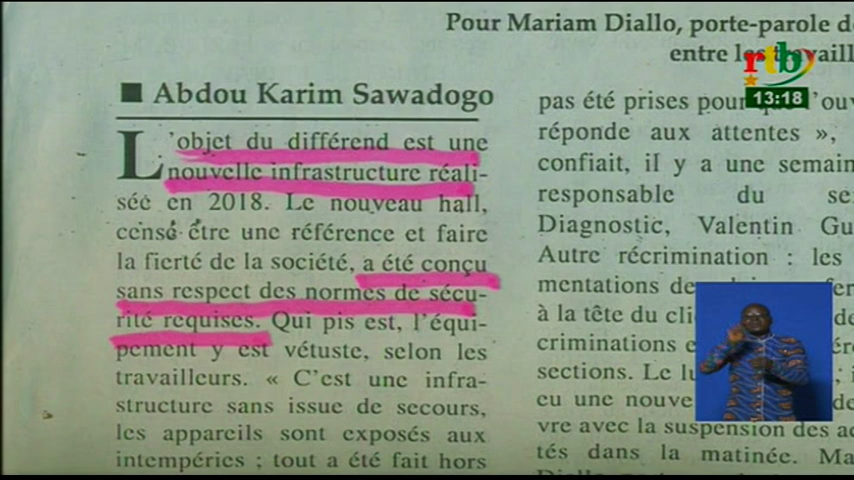 Pour Mariam Diallo, porte-parole
entre les
rtb
13:18
■ Abdou Karim Sawadogo
L'objet du différend est une
nouvelle infrastructure réali-
sée en 2018. Le nouveau hall,
censé être une référence et faire
la fierté de la société, a été conçu
sans respect des normes de sécu-
rité requises. Qui pis est, l'équi-
pement y est vétuste, selon les
travailleurs. « C'est une infra-
structure sans issue de secours,
les appareils sont exposés aux
intempéries ; tout a été fait hors
pas été prises pour
réponde aux attentes »,
confiait, il y a une
responsable du
Diagnostic, Valentin
Autre récrimination : les
mentations
à la tête du
criminations
sections. Le
eu une nouve
vre avec la suspension des
tés dans la matinée.